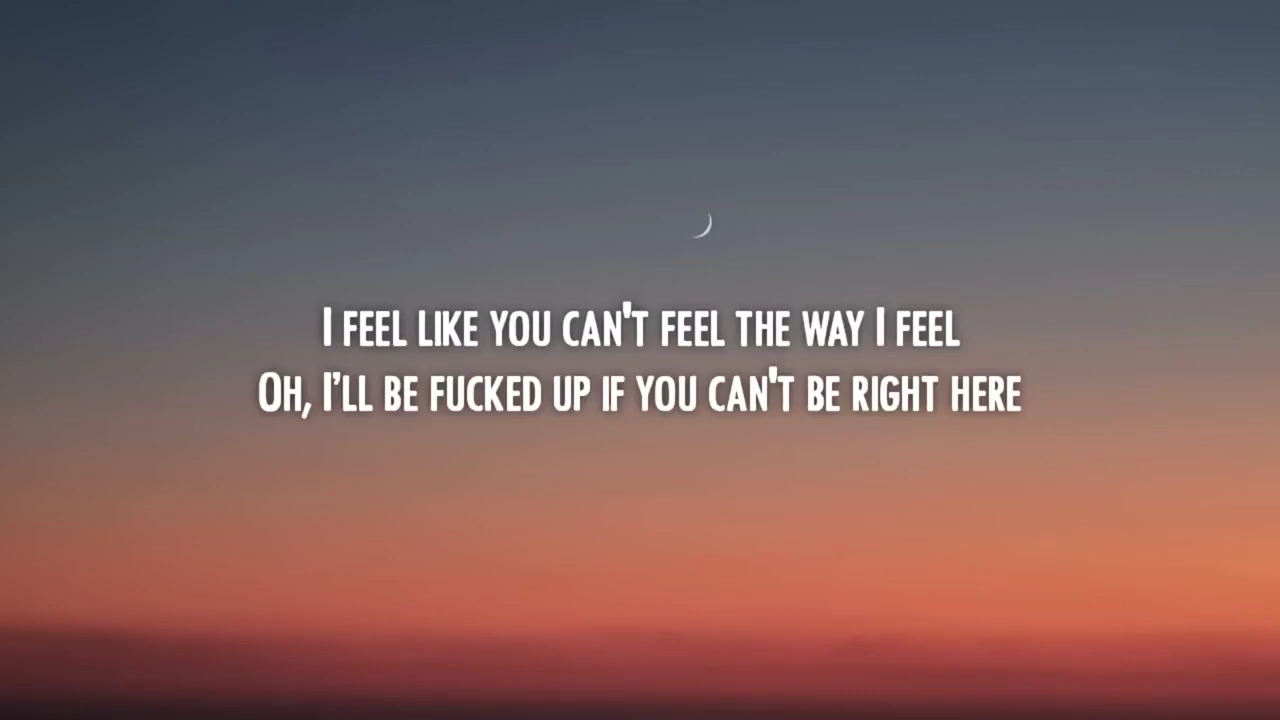 I FEEL LIKE YOU CAN'T FEEL THE WAY I FEEL
OH, I’LL BE FUCKED UP IF YOU CAN'T BE RIGHT HERE